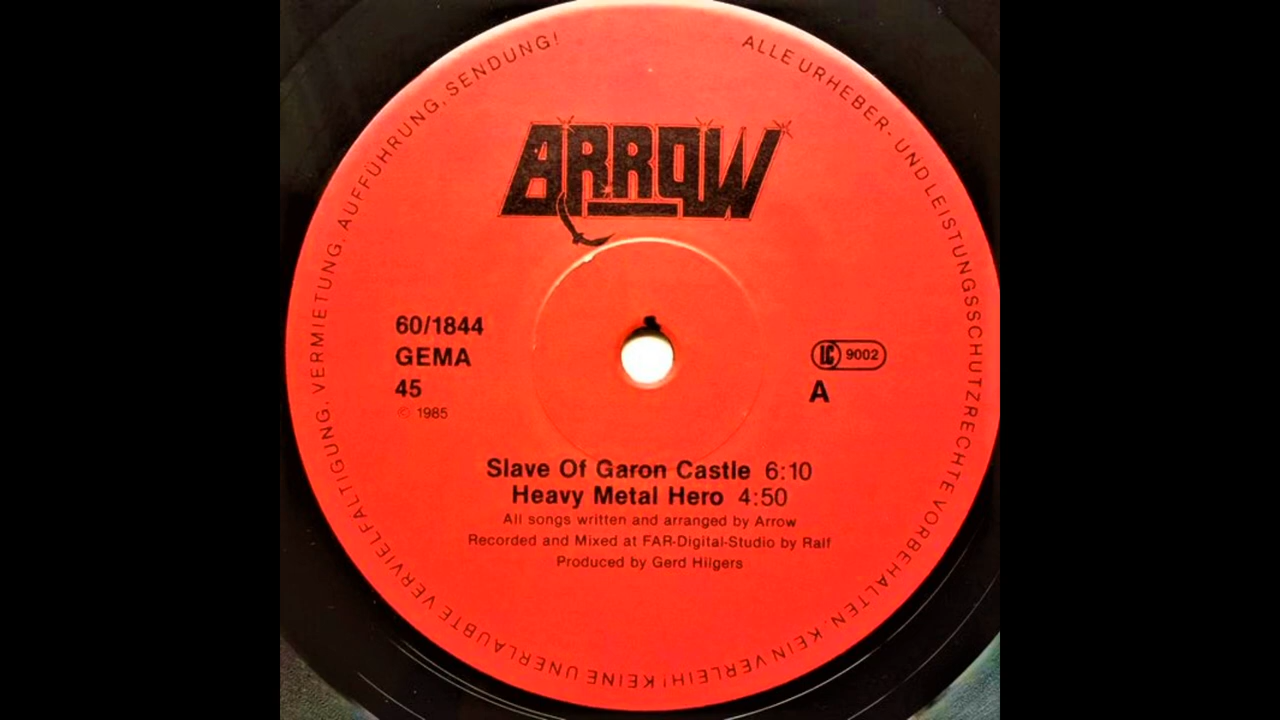 ALLE URHEBER- UND LEISTUNGSSCHUTZRECHTE VORBEHALTEN. KEIN VERLEIH! KEINE UNERLAUBTE VERVIELFALTIGUNG, VERMIETUNG, AUFFÜHRUNG, SENDUNG!
ARROW
60/1844
GEMA
45
© 1985
LC 9002
A
Slave Of Garon Castle 6:10
Heavy Metal Hero 4:50
All songs written and arranged by Arrow
Recorded and Mixed at FAR-Digital-Studio by Ralf
Produced by Gerd Hilgers